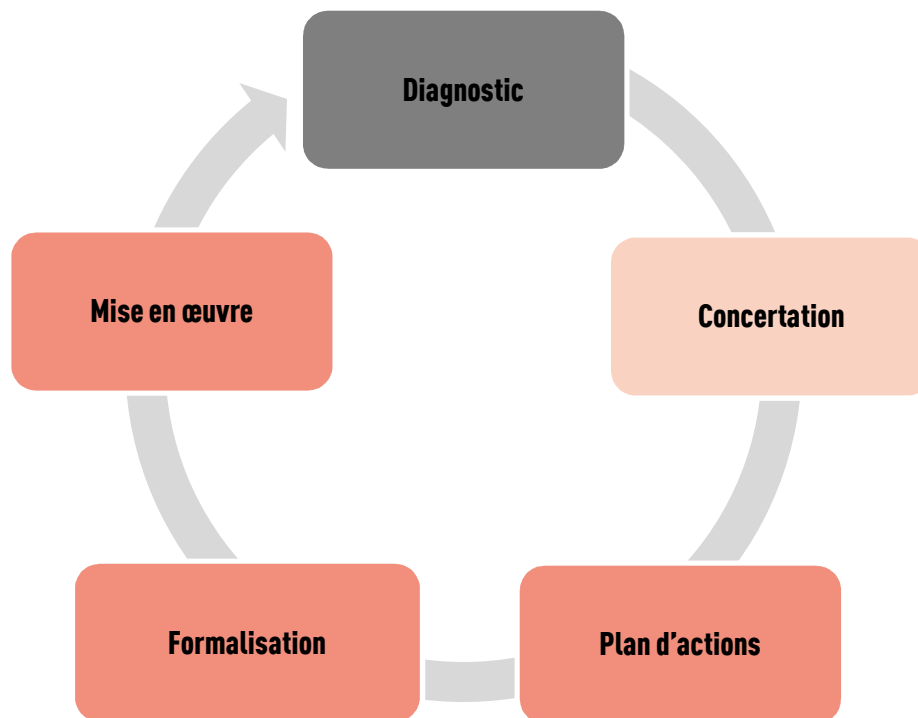 Diagnostic
Concertation
Plan d’actions
Formalisation
Mise en œuvre